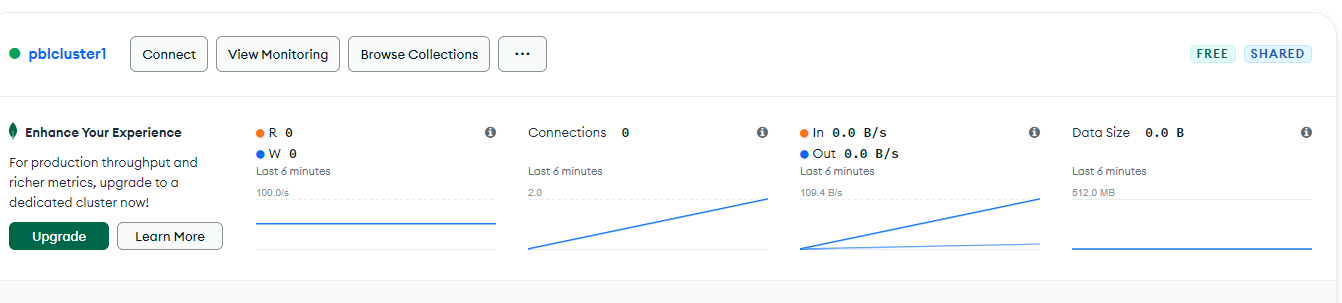 pblcluster1
Connect
View Monitoring
Browse Collections
...
FREE
SHARED
Enhance Your Experience
For production throughput and
richer metrics, upgrade to a
dedicated cluster now!
Upgrade
Learn More
R 0
W 0
Last 6 minutes
100.0/s
Connections 0
Last 6 minutes
2.0
In 0.0 B/s
Out 0.0 B/s
Last 6 minutes
109.4 B/s
Data Size 0.0 B
Last 6 minutes
512.0 MB